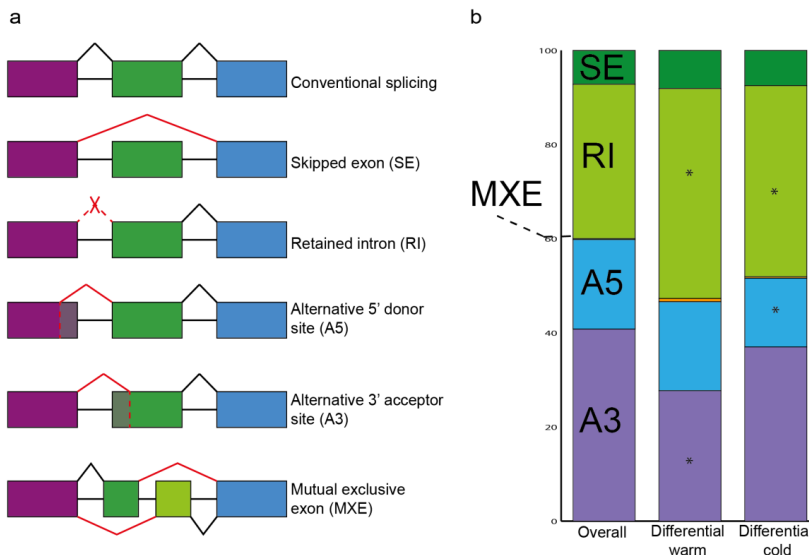 a
Conventional splicing
Skipped exon (SE)
Retained intron (RI)
Alternative 5' donor
site (A5)
Alternative 3' acceptor
site (A3)
Mutual exclusive
exon (MXE)
b
100
80
60
40
20
0
MXE
SE
RI
A5
A3
*
*
*
*
Overall
Differential
warm
Differentia
cold